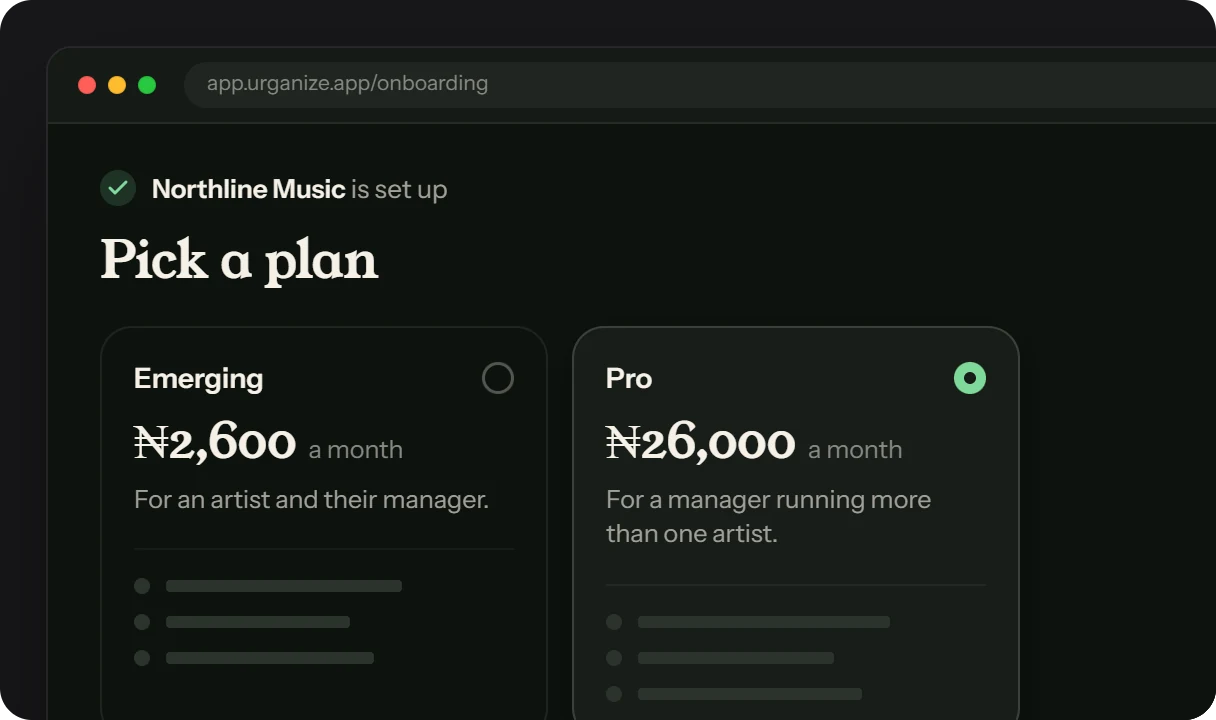 app.urganize.app/onboarding
Northline Music is set up
Pick a plan
Emerging
₦2,600 a month
For an artist and their manager.
Pro
₦26,000 a month
For a manager running more
than one artist.